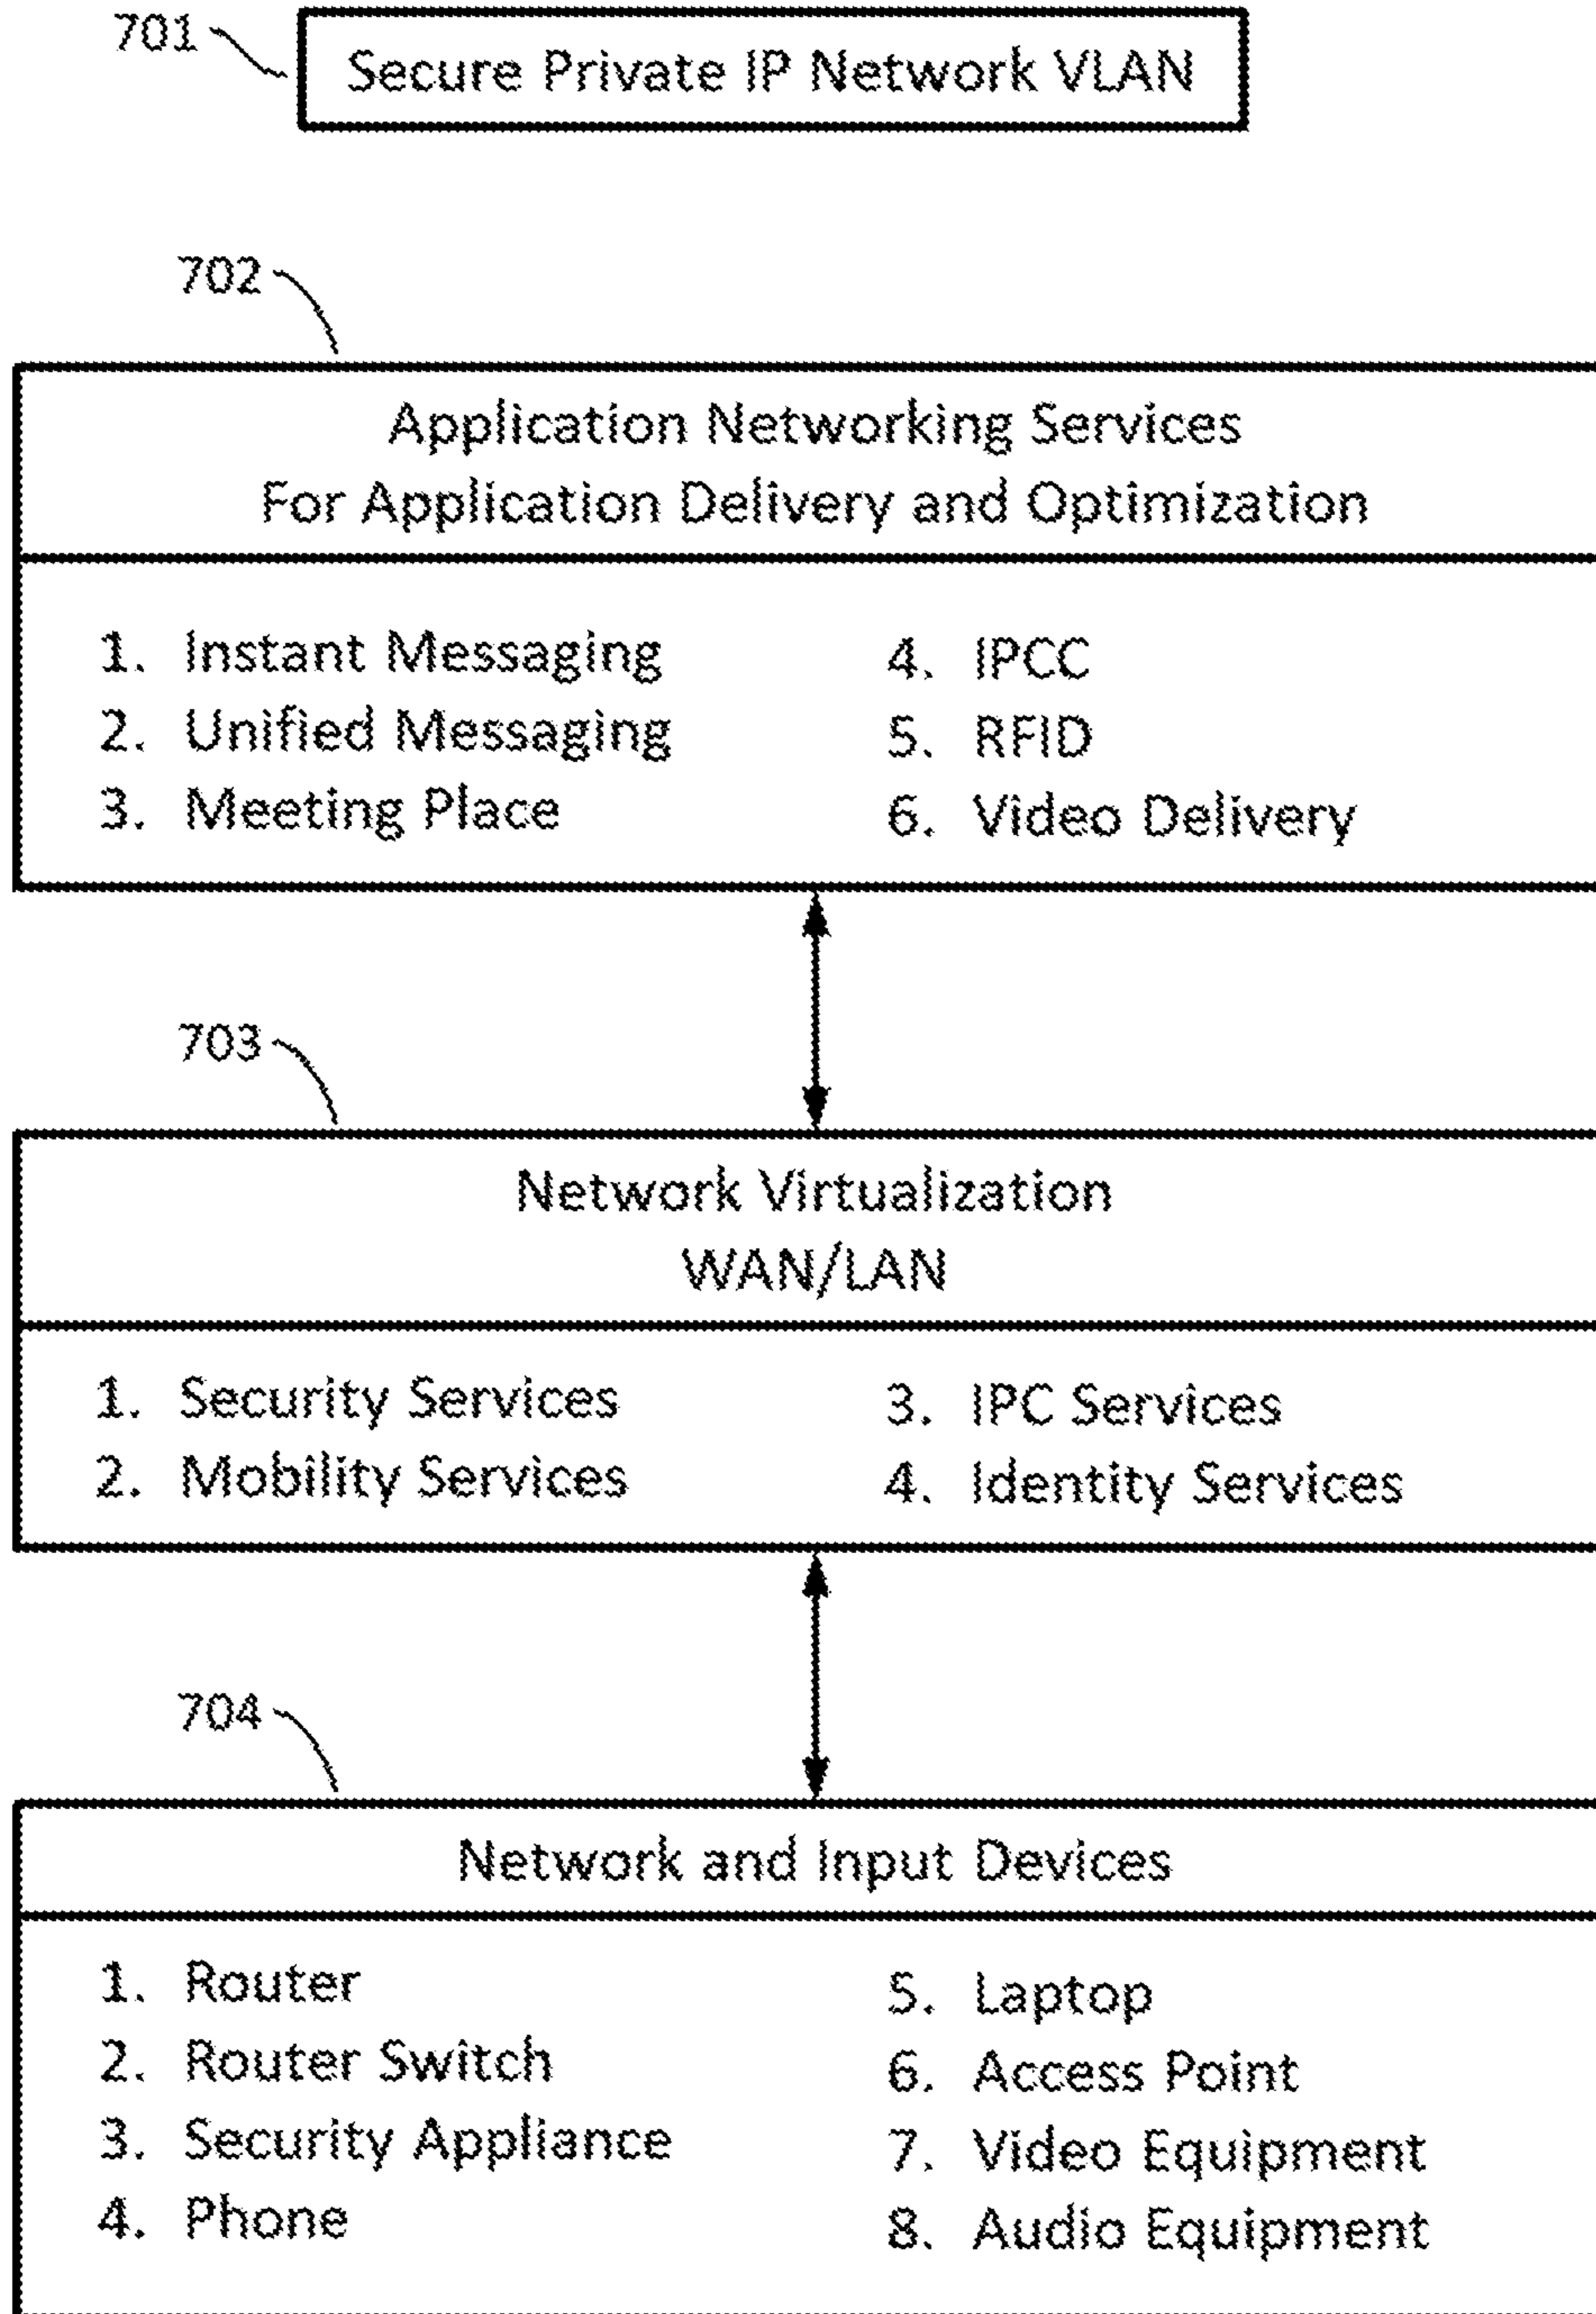 701
Secure Private IP Network VLAN
702
Application Networking Services
For Application Delivery and Optimization
1. Instant Messaging
2. Unified Messaging
3. Meeting Place
4. IPCC
5. RFID
6. Video Delivery
703
Network Virtualization
WAN/LAN
1. Security Services
2. Mobility Services
3. IPC Services
4. Identity Services
704
Network and Input Devices
1. Router
2. Router Switch
3. Security Appliance
4. Phone
5. Laptop
6. Access Point
7. Video Equipment
8. Audio Equipment